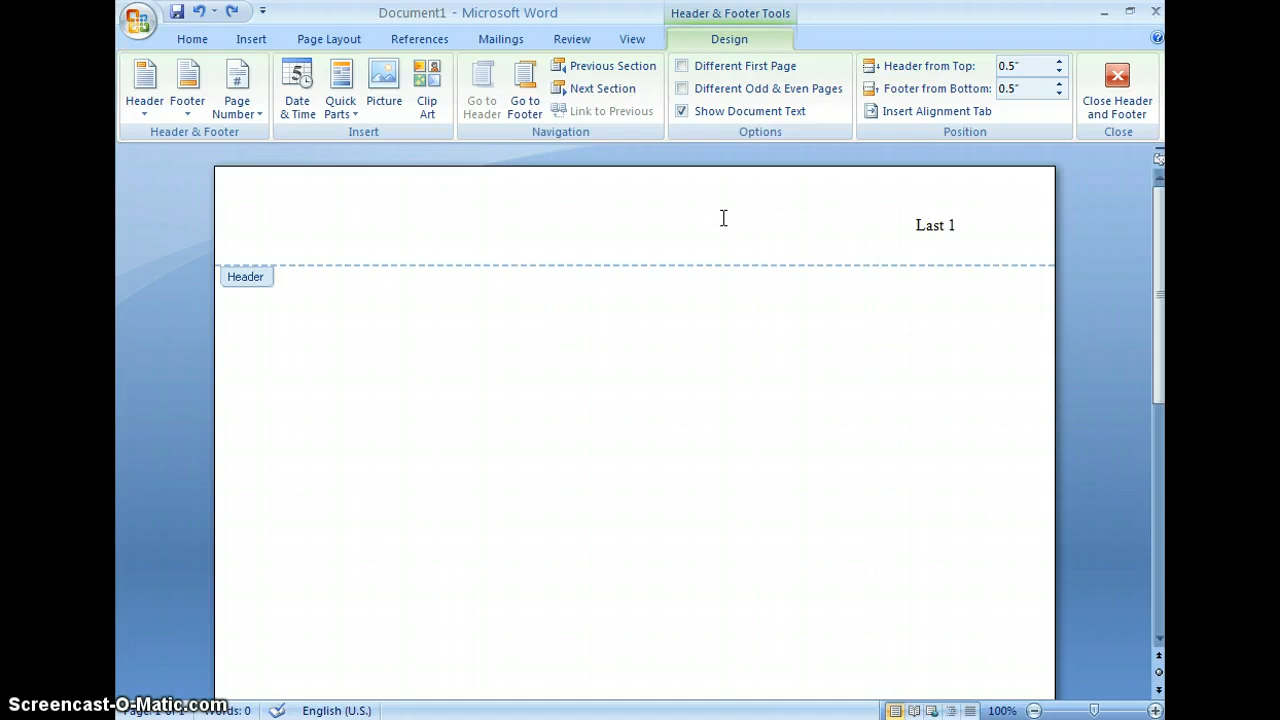 Document1 - Microsoft Word
Header & Footer Tools
Home Insert Page Layout References Mailings Review View Design
Header
Footer
Page Number
Header & Footer
5
Date & Time
Quick Parts
Picture
Clip Art
Insert
Go to Header
Go to Footer
Previous Section
Next Section
Link to Previous
Navigation
Different First Page
Different Odd & Even Pages
Show Document Text
Options
Header from Top: 0.5"
Footer from Bottom: 0.5"
Insert Alignment Tab
Position
Close Header and Footer
Close
Last 1
Header
Screencast-O-Matic.com
Words: 0
English (U.S.)
100%